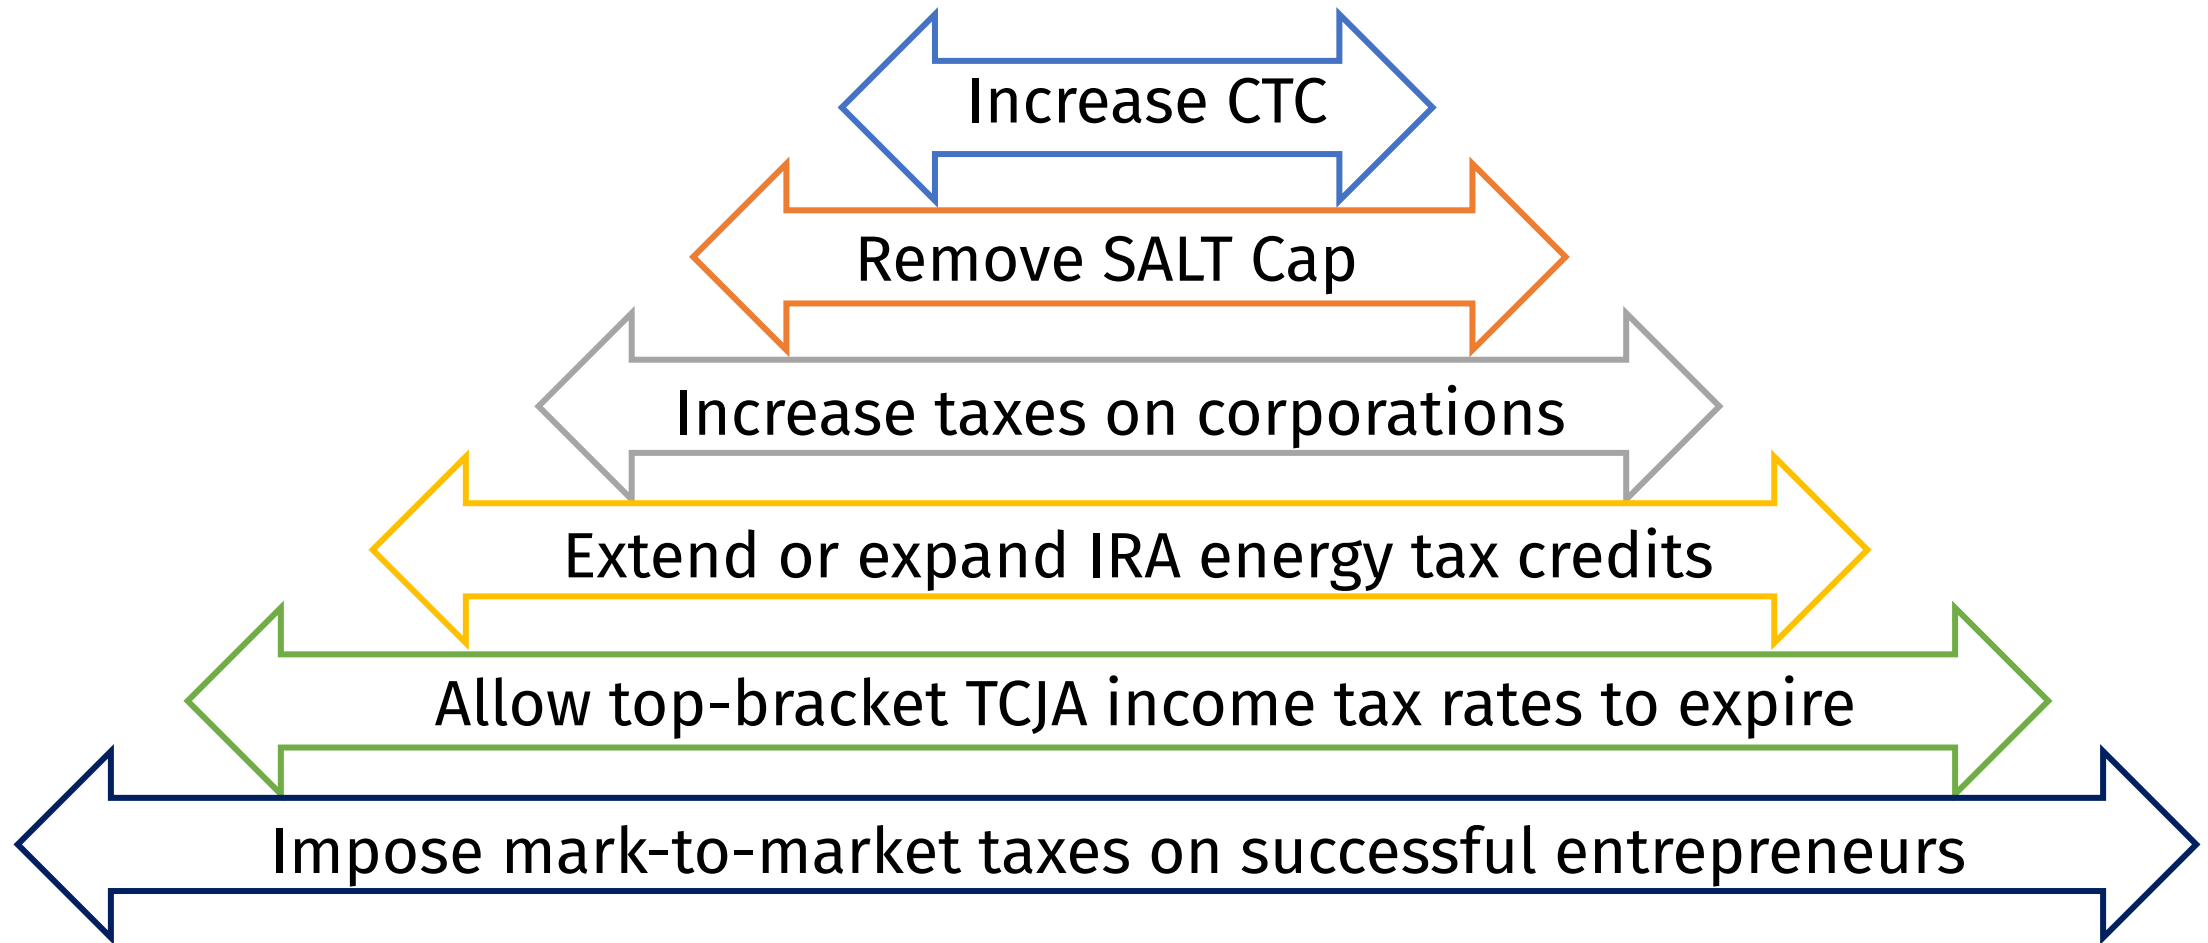 Increase CTC
Remove SALT Cap
Increase taxes on corporations
Extend or expand IRA energy tax credits
Allow top-bracket TCJA income tax rates to expire
Impose mark-to-market taxes on successful entrepreneurs